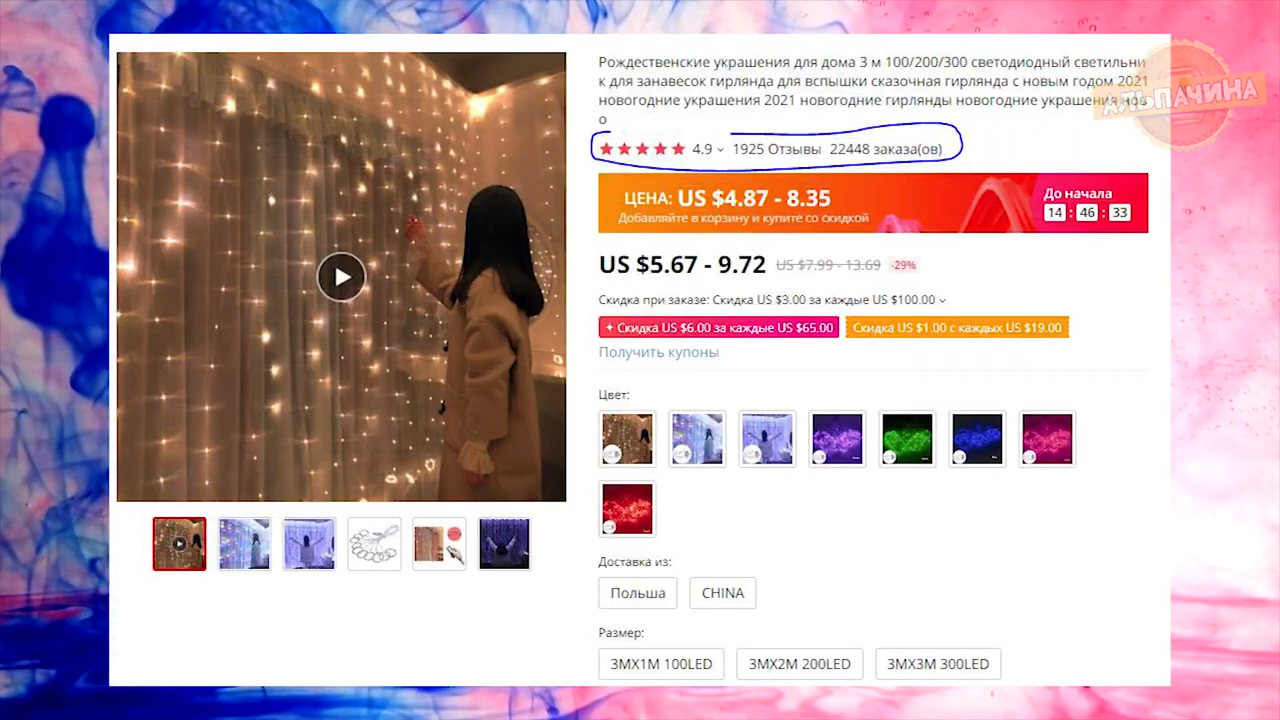 Рождественские украшения для дома 3 м 100/200/300 светодиодный светильни
к для занавесок гирлянда для вспышки сказочная гирлянда с новым годом 2021
новогодние украшения 2021 новогодние гирлянды новогодние украшения нов
о
АЛЬПАЧИНА
4.9 1925 Отзывы 22448 заказа(ов)
ЦЕНА: US $4.87 - 8.35
Добавляйте в корзину и купите со скидкой
До начала
14 : 46 : 33
US $5.67 - 9.72 US $7.99 - 13.69 -29%
Скидка при заказе: Скидка US $3.00 за каждые US $100.00
Скидка US $6.00 за каждые US $65.00 Скидка US $1.00 с каждых US $19.00
Получить купоны
Цвет:
Доставка из:
Польша CHINA
Размер:
3MX1M 100LED 3MX2M 200LED 3MX3M 300LED